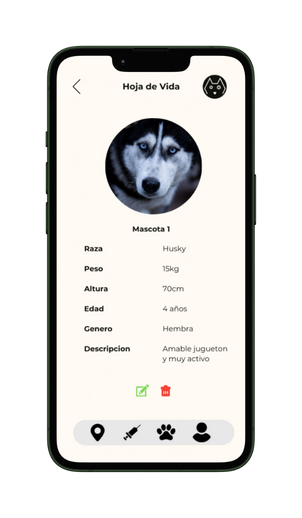 Hoja de Vida
Mascota 1
Raza Husky
Peso 15kg
Altura 70cm
Edad 4 años
Genero Hembra
Descripcion Amable jugueton
y muy activo